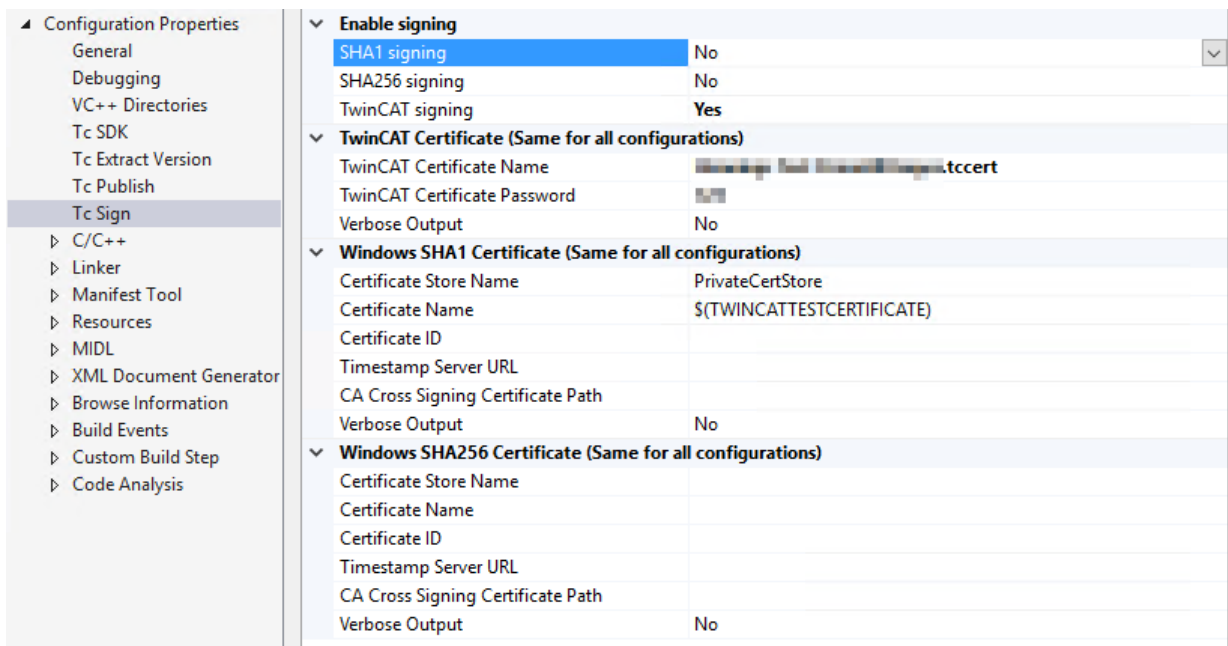 Configuration Properties
General
Debugging
VC++ Directories
Tc SDK
Tc Extract Version
Tc Publish
Tc Sign
C/C++
Linker
Manifest Tool
Resources
MIDL
XML Document Generator
Browse Information
Build Events
Custom Build Step
Code Analysis
Enable signing
SHA1 signing No
SHA256 signing No
TwinCAT signing Yes
TwinCAT Certificate (Same for all configurations)
TwinCAT Certificate Name .tccert
TwinCAT Certificate Password
Verbose Output No
Windows SHA1 Certificate (Same for all configurations)
Certificate Store Name PrivateCertStore
Certificate Name $(TWINCATTESTCERTIFICATE)
Certificate ID
Timestamp Server URL
CA Cross Signing Certificate Path
Verbose Output No
Windows SHA256 Certificate (Same for all configurations)
Certificate Store Name
Certificate Name
Certificate ID
Timestamp Server URL
CA Cross Signing Certificate Path
Verbose Output No